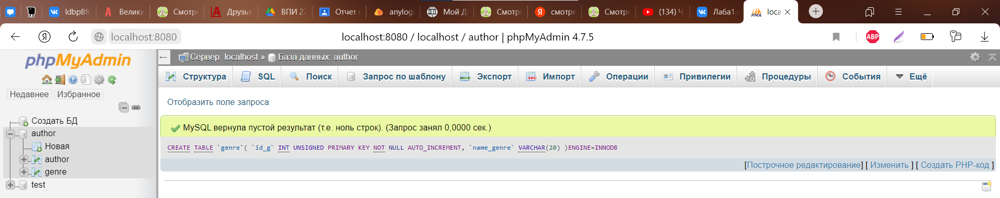 ldbp8f6
Велики
Смотре
Друзья
ВПИ 22
Отчет
anylogi
Мой Д
Смотре
смотре
Смотре
(134) Ч
Лаба1.
PMA
loca
Я
localhost:8080
localhost:8080 / localhost / author | phpMyAdmin 4.7.5
ABP
phpMyAdmin
Недавнее
Избранное
Создать БД
author
Новая
author
genre
test
Сервер: localhost » База данных: author
Структура
SQL
Поиск
Запрос по шаблону
Экспорт
Импорт
Операции
Привилегии
Процедуры
События
Ещё
Отобразить поле запроса
MySQL вернула пустой результат (т.е. ноль строк). (Запрос занял 0,0000 сек.)
CREATE TABLE `genre`( `id_g` INT UNSIGNED PRIMARY KEY NOT NULL AUTO_INCREMENT, `name_genre` VARCHAR(20) )ENGINE=INNODB
[Построчное редактирование] [ Изменить ] [ Создать PHP-код ]